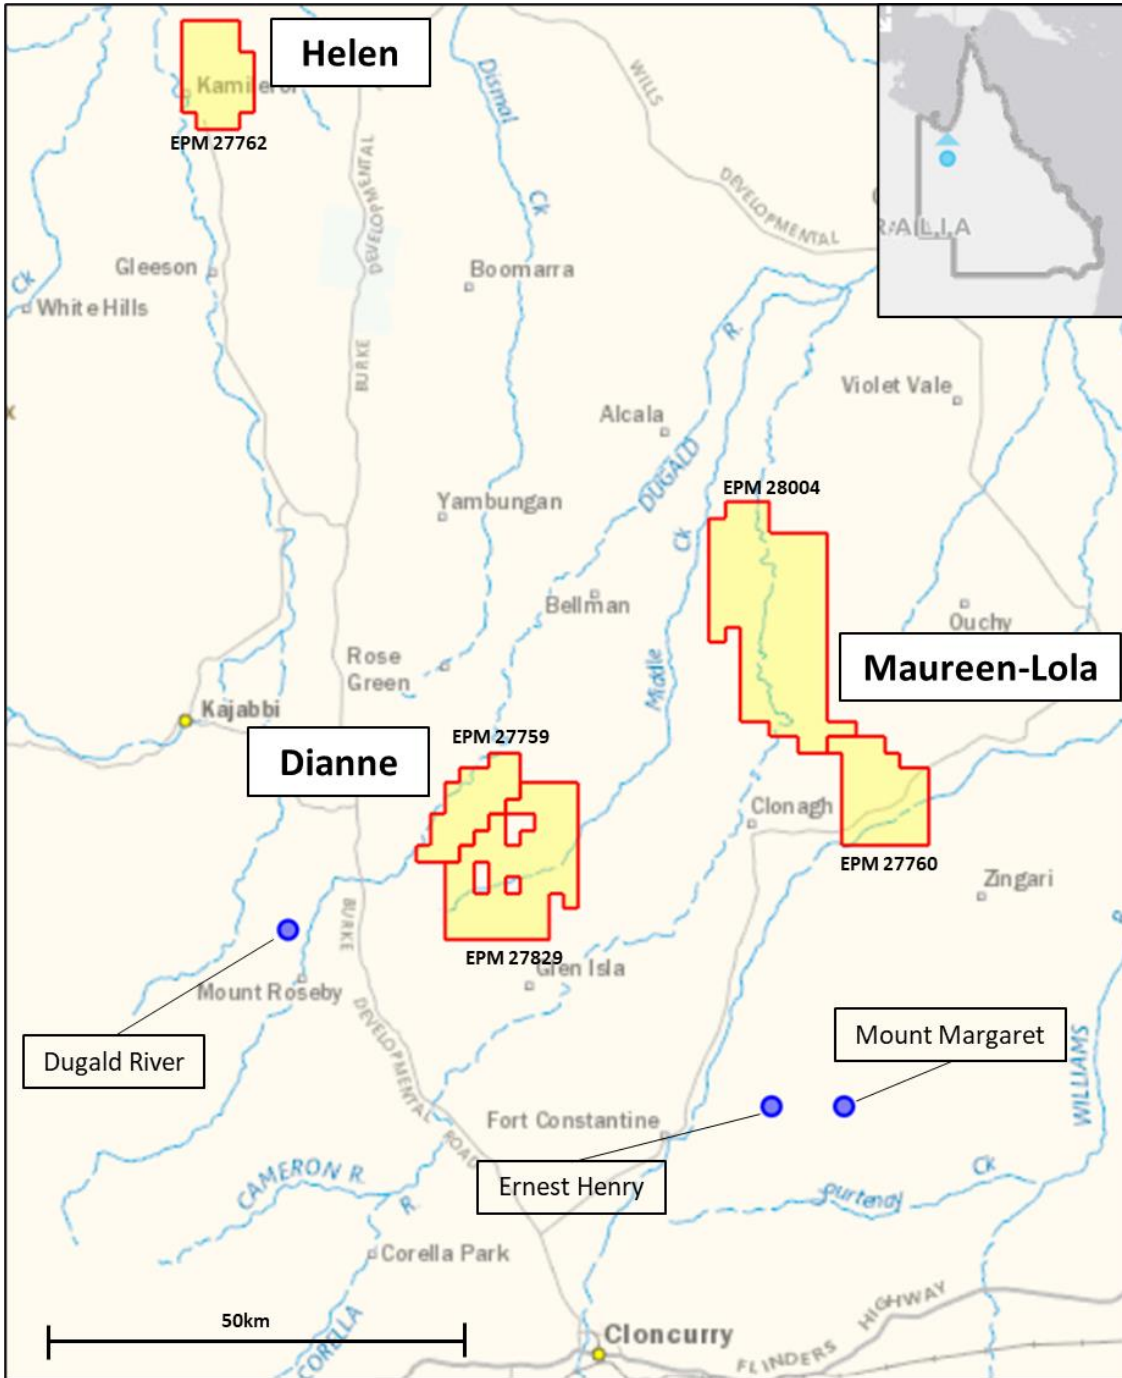 Helen
Kamileroi
EPM 27762
Dismal
Ck
WILLS
DEVELOPMENTAL
BURKE
DEVELOPMENTAL
RALIA
Gleeson
White Hills
Ck
Boomarra
R.
Violet Vale
Alcala
DUGALD
Yambungan
EPM 28004
Ck
Bellman
Ouchy
Rose
Green
Middle
Maureen-Lola
Kajabbi
EPM 27759
Dianne
Clonagh
EPM 27760
Zingari
BURKE
R
EPM 27829
Glen Isla
Mount Roseby
Dugald River
DEVELOPMENTAL
ROAD
Mount Margaret
WILLIAMS
Fort Constantine
Ernest Henry
CAMERON R.
R.
Ck
Corella Park
50km
CORELLA
Cloncurry
FLINDERS
HIGHWAY